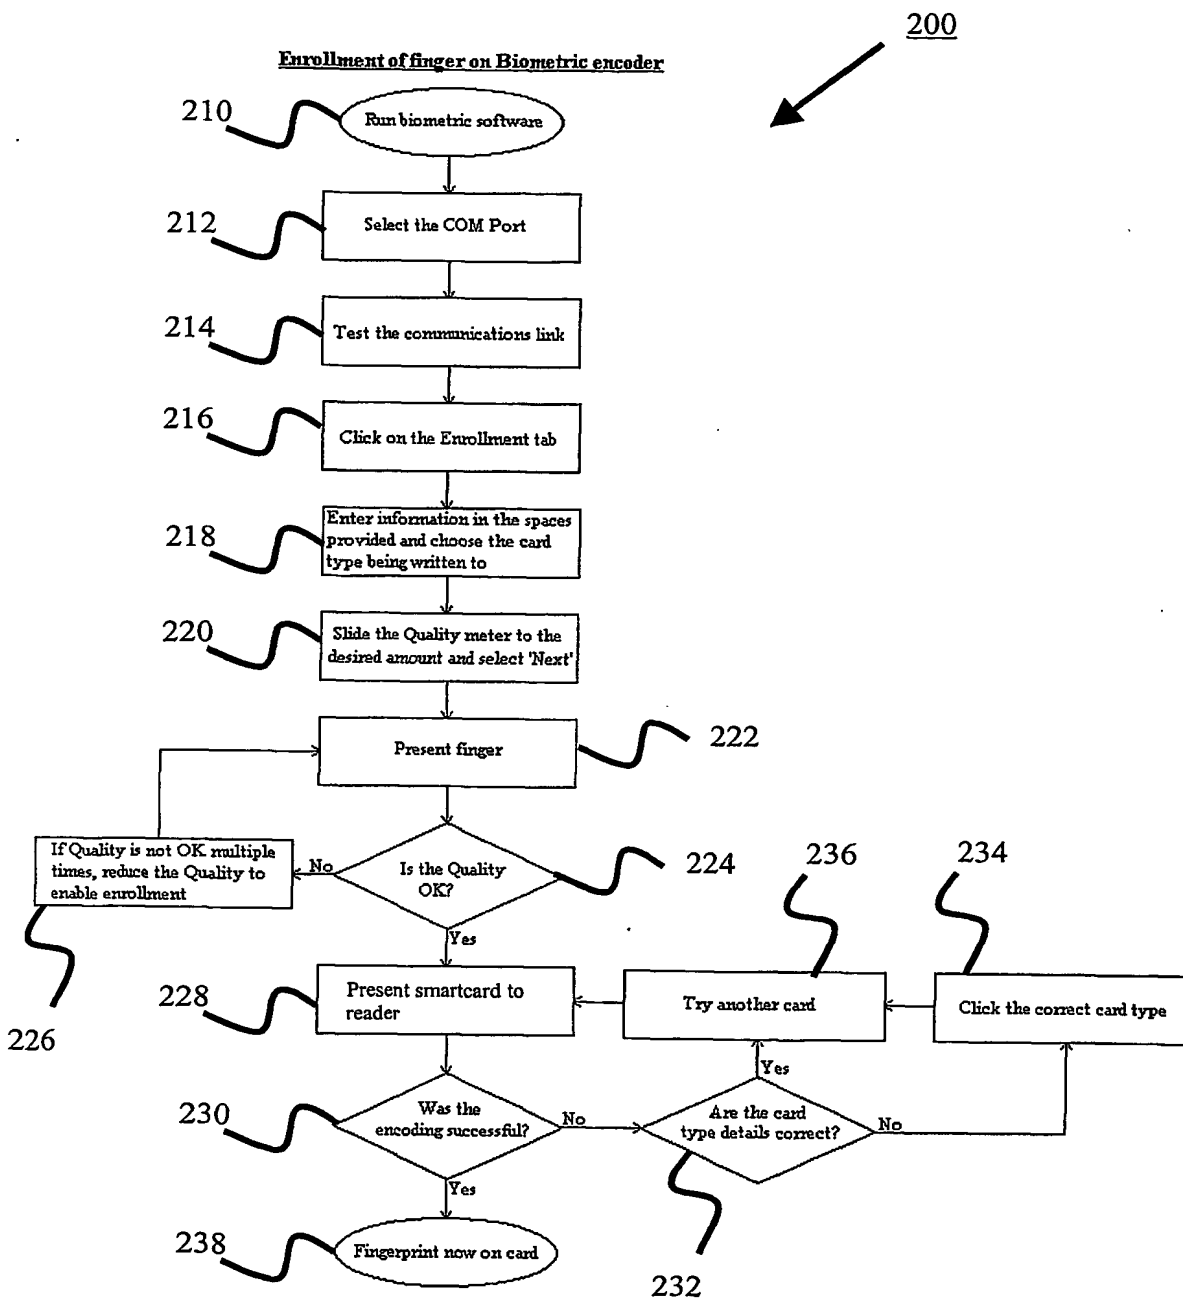 200
Enrollment of finger on Biometric encoder
210
Run biometric software
212
Select the COM Port
214
Test the communications link
216
Click on the Enrollment tab
218
Enter information in the spaces
provided and choose the card
type being written to
220
Slide the Quality meter to the
desired amount and select 'Next'
Present finger
222
If Quality is not OK multiple
times, reduce the Quality to
enable enrollment
No
Is the Quality
OK?
224
236
234
Yes
226
228
Present smartcard to
reader
Try another card
Click the correct card type
Yes
230
Was the
encoding successful?
No
Are the card
type details correct?
No
Yes
232
238
Fingerprint now on card